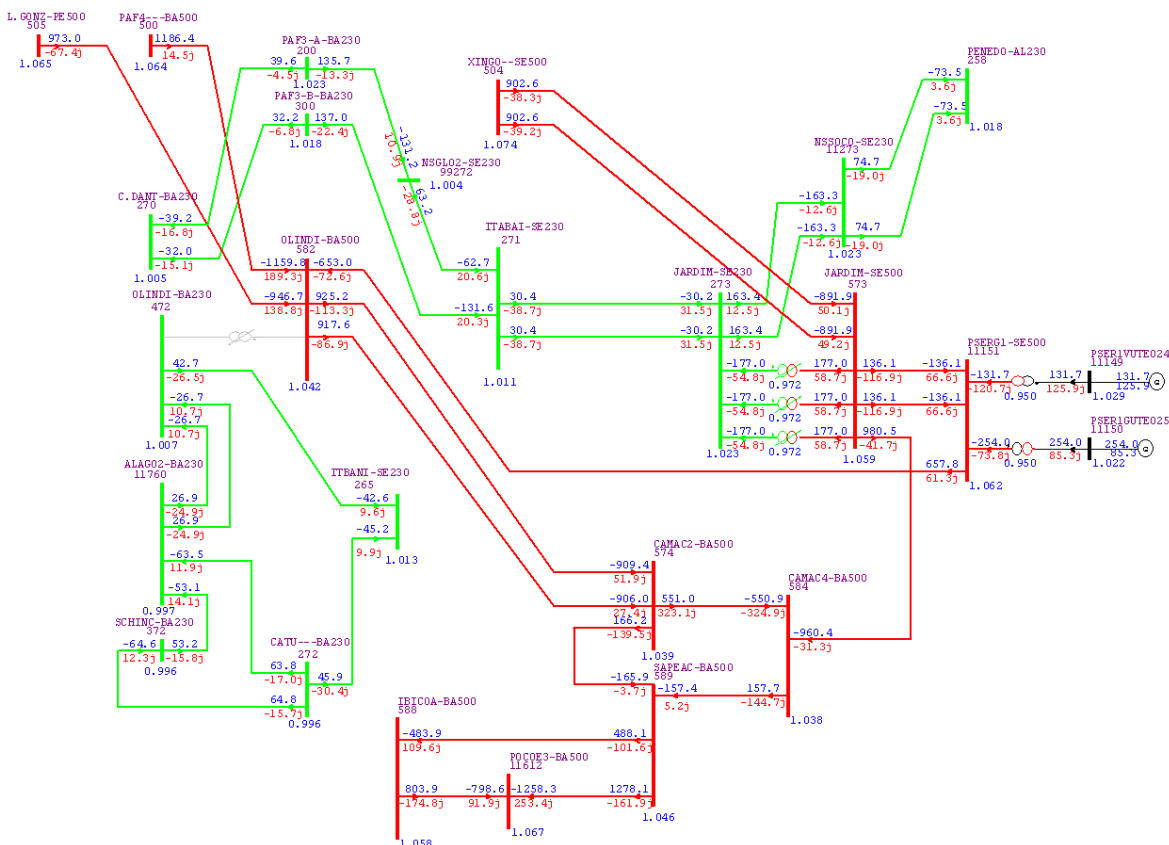 L.GONZ-PE500
505
973.0
-67.4j
1.065
PAF4---BA500
500
1186.4
14.5j
1.064
PAF3-A-BA230
200
39.6
-4.5j
135.7
-13.3j
1.023
PAF3-B-BA230
300
32.2
-6.8j
137.0
-22.4j
1.018
XINGO--SE500
504
902.6
-38.3j
902.6
-39.2j
1.074
PENEDO-AL230
258
-73.5
3.6j
-73.5
3.6j
1.018
-131.2
10.9j
NSGLO2-SE230
99272
1.004
63.2
-28.8j
NSSOCO-SE230
11273
74.7
-19.0j
-163.3
-12.6j
-163.3
-12.6j
74.7
-19.0j
1.023
C.DANT-BA230
270
-39.2
-16.8j
-32.0
-15.1j
1.005
OLINDI-BA500
582
-1159.8
189.3j
-653.0
-72.6j
-946.7
138.8j
925.2
-113.3j
917.6
-86.9j
1.042
ITABAI-SE230
271
-62.7
20.6j
-131.6
20.3j
30.4
-38.7j
30.4
-38.7j
1.011
JARDIM-SE230
273
-30.2
31.5j
163.4
12.5j
-30.2
31.5j
163.4
12.5j
-177.0
-54.8j
0.972
-177.0
-54.8j
0.972
-177.0
-54.8j
0.972
1.023
JARDIM-SE500
573
-891.9
50.1j
-891.9
49.2j
177.0
58.7j
136.1
-116.9j
177.0
58.7j
136.1
-116.9j
177.0
58.7j
980.5
-41.7j
1.059
PSERG1-SE500
11151
-136.1
66.6j
-131.7
-120.7j
0.950
-136.1
66.6j
-254.0
-73.8j
0.950
657.8
61.3j
1.062
PSER1VUTE024
11149
131.7
125.9j
131.7
125.9
1.029
G
PSER1GUTE025
11150
254.0
85.3j
254.0
85.3
1.022
G
OLINDI-BA230
472
42.7
-26.5j
-26.7
10.7j
-26.7
10.7j
1.007
ALAGO2-BA230
11760
26.9
-24.9j
26.9
-24.9j
-63.5
11.9j
-53.1
14.1j
0.997
ITBANI-SE230
265
-42.6
9.6j
-45.2
9.9j
1.013
SCHINC-BA230
372
-64.6
12.3j
53.2
-15.8j
0.996
CATU---BA230
272
63.8
-17.0j
45.9
-30.4j
64.8
-15.7j
0.996
CAMAC2-BA500
574
-909.4
51.9j
-906.0
27.4j
551.0
323.1j
166.2
-139.5j
1.039
CAMAC4-BA500
584
-550.9
-324.9j
-960.4
-31.3j
157.7
-144.7j
1.038
SAPEAC-BA500
589
-165.9
-3.7j
-157.4
5.2j
488.1
-101.6j
1278.1
-161.9j
1.046
IBICOA-BA500
588
-483.9
109.6j
803.9
-174.8j
1.058
POCOE3-BA500
11612
-798.6
91.9j
-1258.3
253.4j
1.067